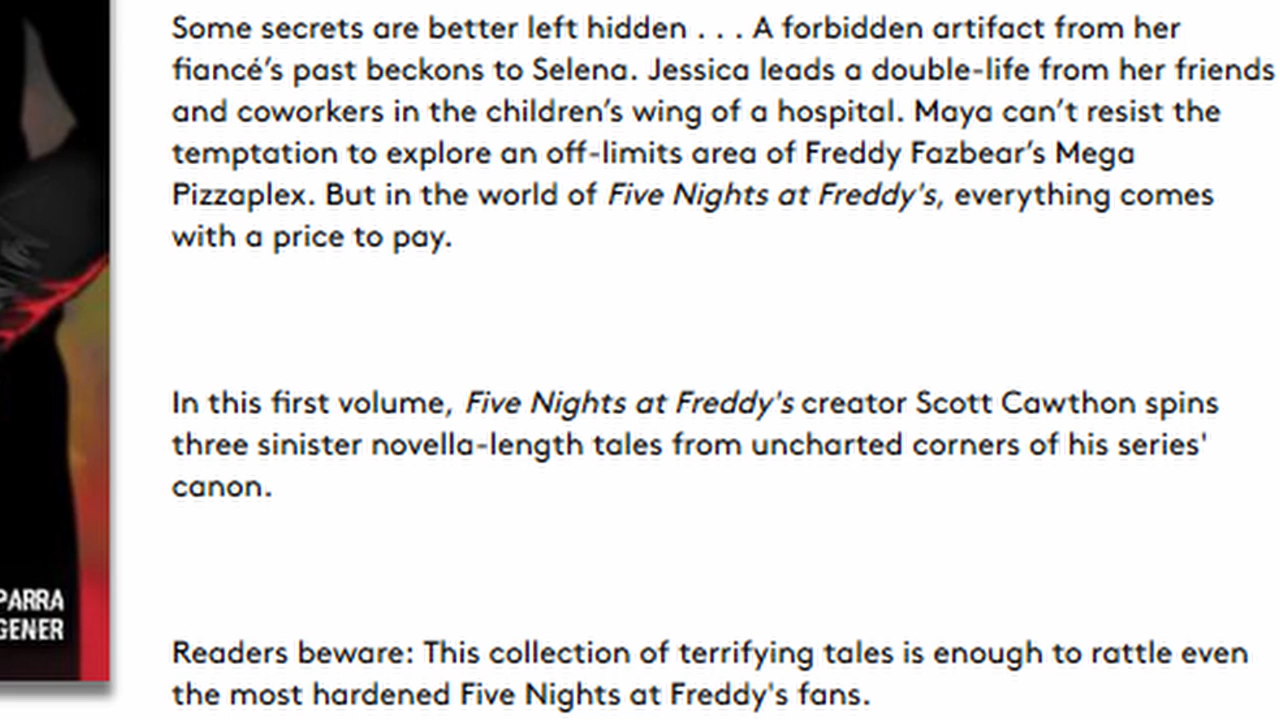 Some secrets are better left hidden . . . A forbidden artifact from her
fiancé’s past beckons to Selena. Jessica leads a double-life from her friends
and coworkers in the children’s wing of a hospital. Maya can’t resist the
temptation to explore an off-limits area of Freddy Fazbear’s Mega
Pizzaplex. But in the world of Five Nights at Freddy's, everything comes
with a price to pay.
In this first volume, Five Nights at Freddy's creator Scott Cawthon spins
three sinister novella-length tales from uncharted corners of his series'
canon.
PARRA
GENER
Readers beware: This collection of terrifying tales is enough to rattle even
the most hardened Five Nights at Freddy's fans.